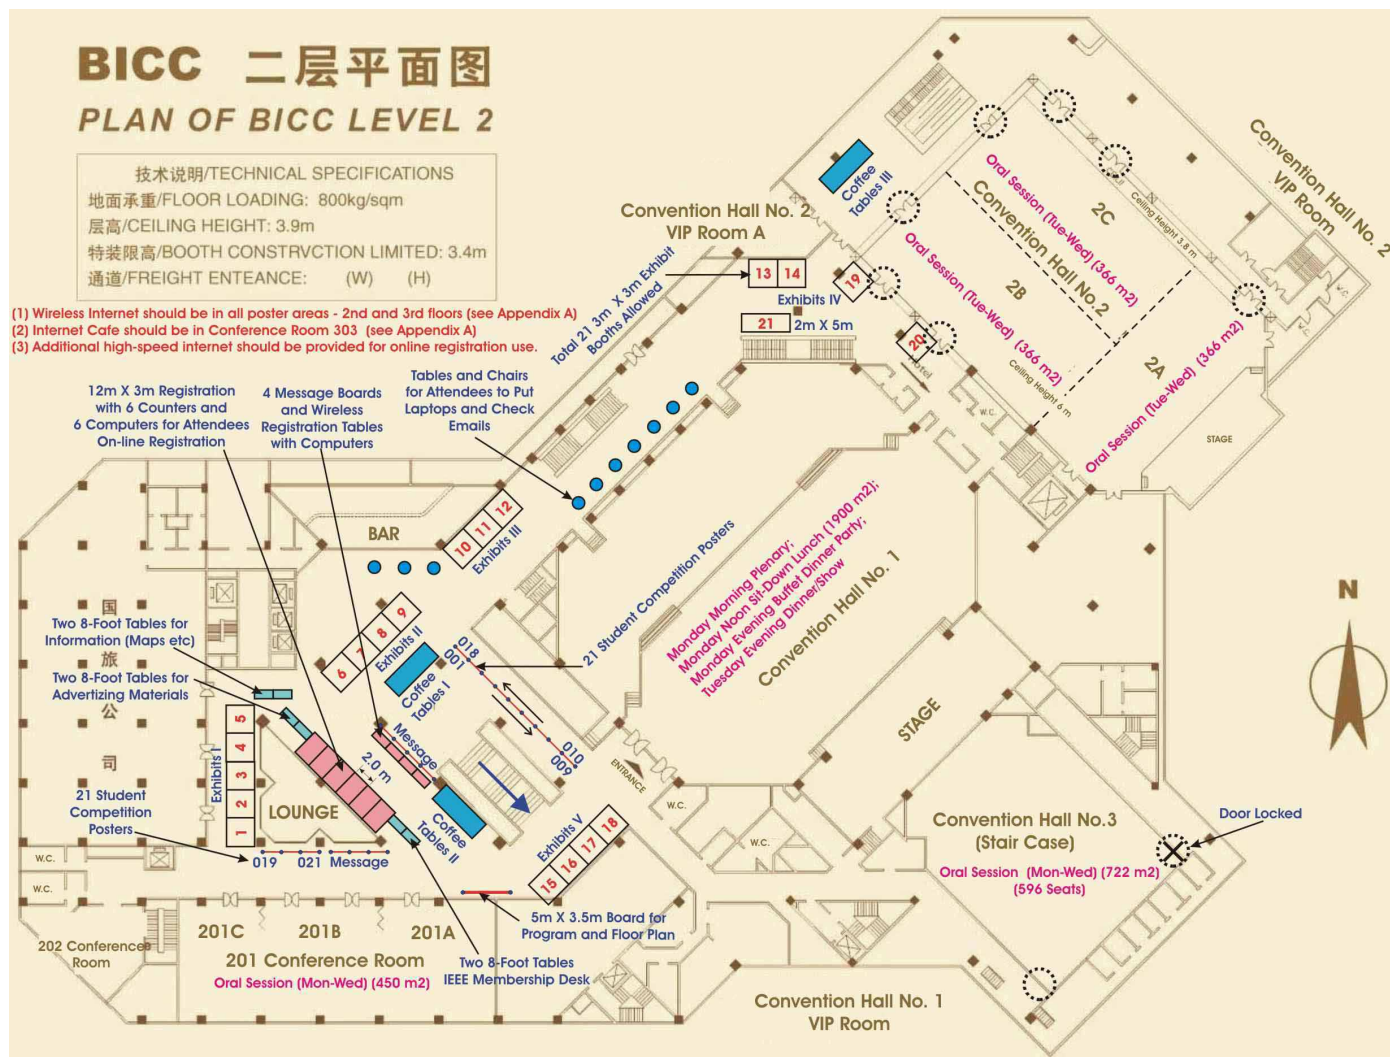 BICC 二层平面图
PLAN OF BICC LEVEL 2
技术说明/TECHNICAL SPECIFICATIONS
地面承重/FLOOR LOADING: 800kg/sqm
层高/CEILING HEIGHT: 3.9m
特装限高/BOOTH CONSTRVCTION LIMITED: 3.4m
通道/FREIGHT ENTEANCE: (W) (H)
(1) Wireless Internet should be in all poster areas - 2nd and 3rd floors (see Appendix A)
(2) Internet Cafe should be in Conference Room 303 (see Appendix A)
(3) Additional high-speed internet should be provided for online registration use.
12m X 3m Registration
with 6 Counters and
6 Computers for Attendees
On-line Registration
4 Message Boards
and Wireless
Registration Tables
with Computers
Tables and Chairs
for Attendees to Put
Laptops and Check
Emails
Total 21 3m X 3m Exhibit
Booths Allowed
Convention Hall No. 2
VIP Room A
13
14
Exhibits IV
21
2m X 5m
19
20
Hotel
Coffee
Tables III
Convention Hall No. 2
VIP Room
Oral Session (Tue-Wed) (366 m2)
2C
Ceiling Height 3.8 m
Convention Hall No.2
2B
Oral Session (Tue-Wed) (366 m2)
Ceiling Height 6 m
2A
Oral Session (Tue-Wed) (366 m2)
STAGE
W.C.
W.C.
BAR
10
11
12
Exhibits III
6
7
8
9
Exhibits II
Coffee
Tables I
国
旅
公
司
Two 8-Foot Tables for
Information (Maps etc)
Two 8-Foot Tables for
Advertizing Materials
5
4
3
2
1
Exhibits I
LOUNGE
2.0 m
Message
Coffee
Tables II
018
001
010
009
21 Student Competition Posters
Monday Morning Plenary;
Monday Noon Sit-Down Lunch (1900 m2);
Monday Evening Buffet Dinner Party;
Tuesday Evening Dinner/Show
Convention Hall No. 1
STAGE
ENTRANCE
W.C.
W.C.
N
21 Student
Competition
Posters
019
021
Message
Exhibits V
15
16
17
18
Convention Hall No.3
(Stair Case)
Oral Session (Mon-Wed) (722 m2)
(596 Seats)
Door Locked
W.C.
W.C.
202 Conference
Room
201C
201B
201A
201 Conference Room
Oral Session (Mon-Wed) (450 m2)
5m X 3.5m Board for
Program and Floor Plan
Two 8-Foot Tables
IEEE Membership Desk
Convention Hall No. 1
VIP Room